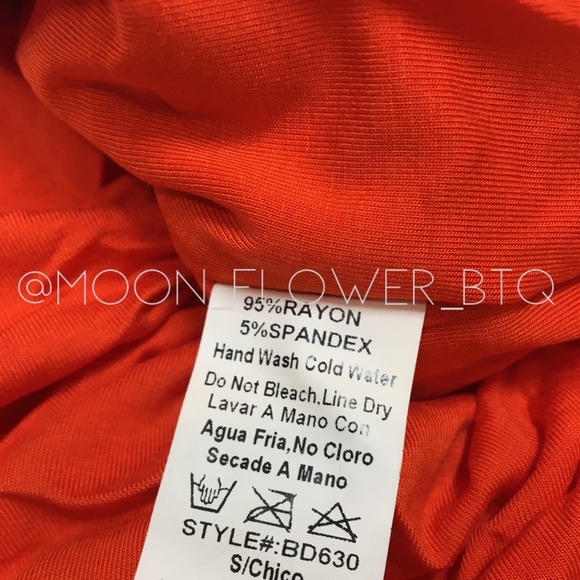 @MOON_FLOWER_BTQ
95%RAYON
5%SPANDEX
Hand Wash Cold Water
Do Not Bleach,Line Dry
Lavar A Mano Con
Agua Fria,No Cloro
Secade A Mano
STYLE#:BD630
S/Chico